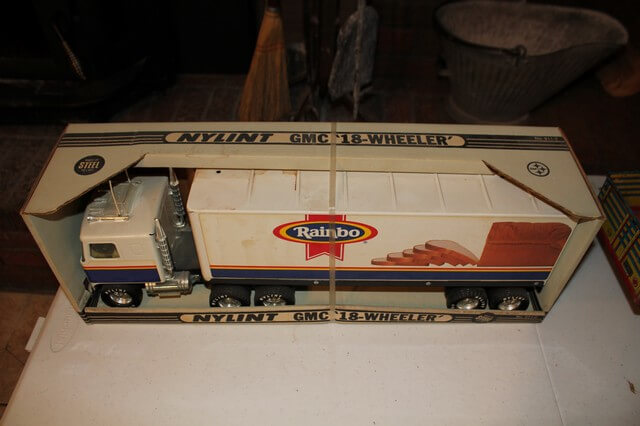 NYLINT GMC '18-WHEELER'
STEEL
Rainbo
NYLINT GMC '18-WHEELER'